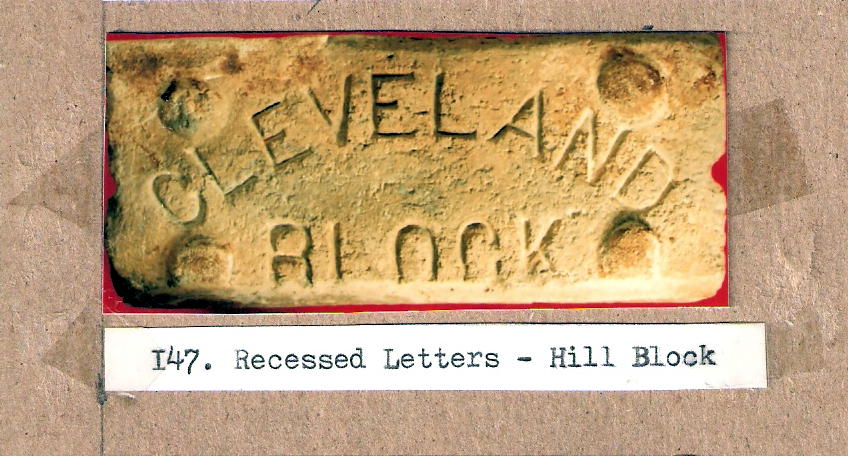 CLEVELAND
BLOCK
I47. Recessed Letters - Hill Block